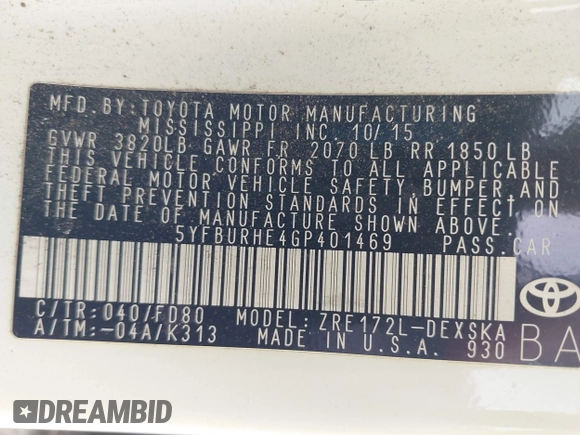 MFD. BY: TOYOTA MOTOR MANUFACTURING
MISSISSIPPI INC. 10/15
GVWR 3820LB GAWR FR 2070 LB RR 1850LB
THIS VEHICLE CONFORMS TO ALL APPLICABLE
FEDERAL MOTOR VEHICLE SAFETY, BUMPER AND
THEFT PREVENTION STANDARDS IN EFFECT ON
THE DATE OF MANUFACTURE SHOWN ABOVE.
5YFBURHE4GP401469 PASS.CAR
C/TR: 040/FD80 MODEL: ZRE172L-DEXSKA
A/TM:-04A/K313 MADE IN U.S.A. 930
BA
DREAMBID